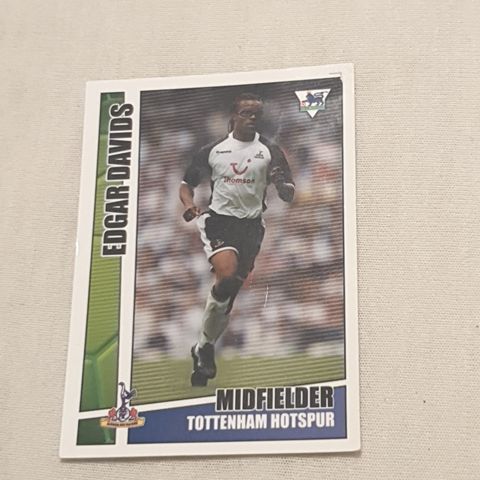 EDGAR DAVIDS
Thomson
MIDFIELDER
TOTTENHAM HOTSPUR